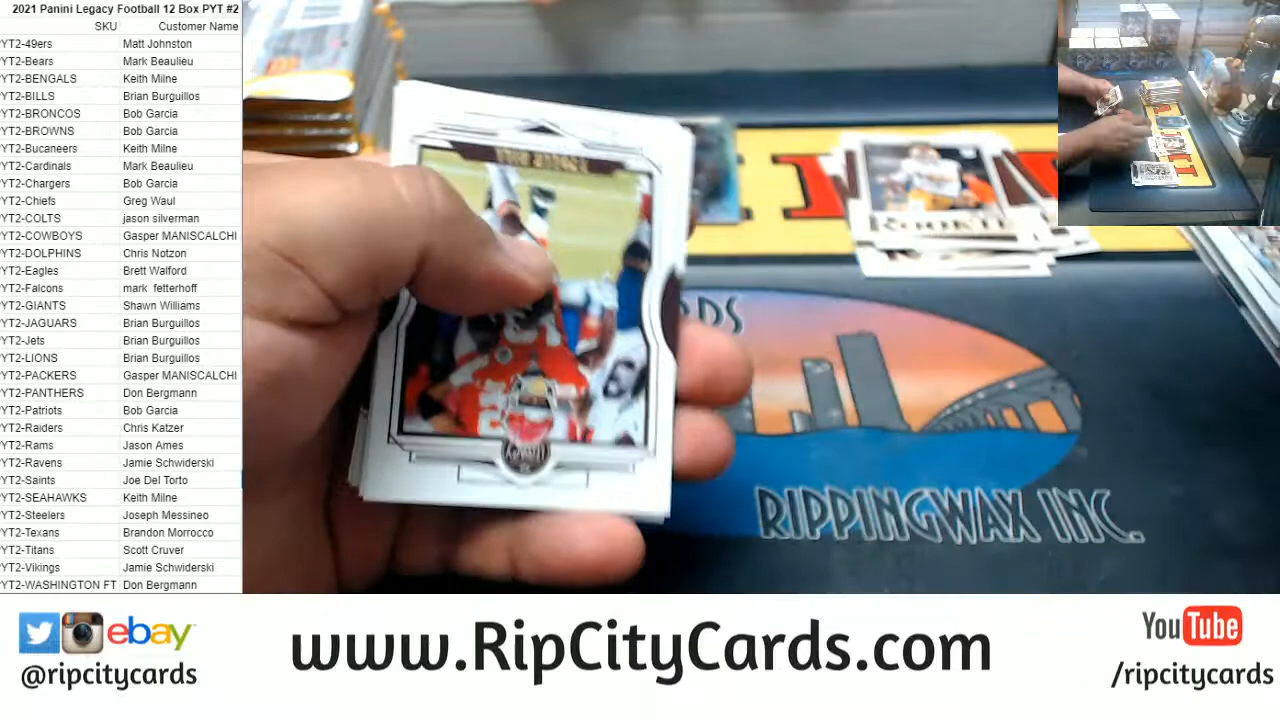 2021 Panini Legacy Football 12 Box PYT #2
SKU Customer Name
YT2-49ers Matt Johnston
YT2-Bears Mark Beaulieu
YT2-BENGALS Keith Milne
YT2-BILLS Brian Burguillos
YT2-BRONCOS Bob Garcia
YT2-BROWNS Bob Garcia
YT2-Bucaneers Keith Milne
YT2-Cardinals Mark Beaulieu
YT2-Chargers Bob Garcia
YT2-Chiefs Greg Waul
YT2-COLTS jason silverman
YT2-COWBOYS Gasper MANISCALCHI
YT2-DOLPHINS Chris Notzon
YT2-Eagles Brett Walford
YT2-Falcons mark fetterhoff
YT2-GIANTS Shawn Williams
YT2-JAGUARS Brian Burguillos
YT2-Jets Brian Burguillos
YT2-LIONS Brian Burguillos
YT2-PACKERS Gasper MANISCALCHI
YT2-PANTHERS Don Bergmann
YT2-Patriots Bob Garcia
YT2-Raiders Chris Katzer
YT2-Rams Jason Ames
YT2-Ravens Jamie Schwiderski
YT2-Saints Joe Del Torto
YT2-SEAHAWKS Keith Milne
YT2-Steelers Joseph Messineo
YT2-Texans Brandon Morrocco
YT2-Titans Scott Cruver
YT2-Vikings Jamie Schwiderski
YT2-WASHINGTON FT Don Bergmann
TYREEK HILL
LEGACY
ROOKIE
RDS
RIPPINGWAX INC.
ebay
@ripcitycards
www.RipCityCards.com
YouTube
/ripcitycards